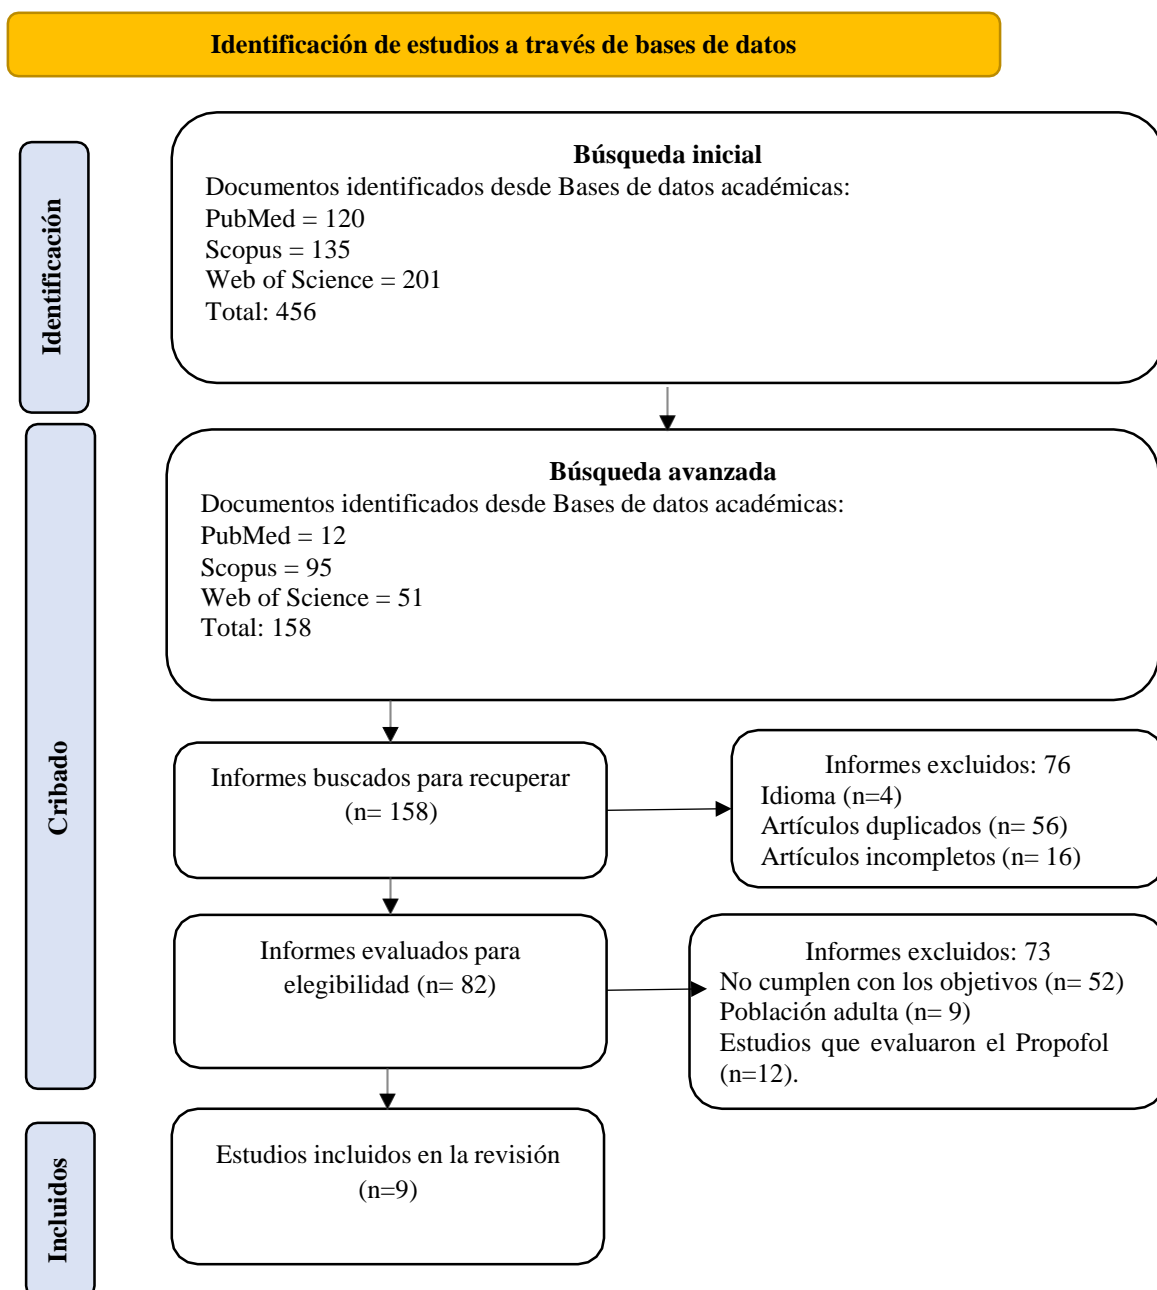 Identificación de estudios a través de bases de datos
Identificación
Búsqueda inicial
Documentos identificados desde Bases de datos académicas:
PubMed = 120
Scopus = 135
Web of Science = 201
Total: 456
Cribado
Búsqueda avanzada
Documentos identificados desde Bases de datos académicas:
PubMed = 12
Scopus = 95
Web of Science = 51
Total: 158
Informes buscados para recuperar
(n= 158)
Informes excluidos: 76
Idioma (n=4)
Artículos duplicados (n= 56)
Artículos incompletos (n= 16)
Informes evaluados para
elegibilidad (n= 82)
Informes excluidos: 73
No cumplen con los objetivos (n= 52)
Población adulta (n= 9)
Estudios que evaluaron el Propofol
(n=12).
Incluidos
Estudios incluidos en la revisión
(n=9)